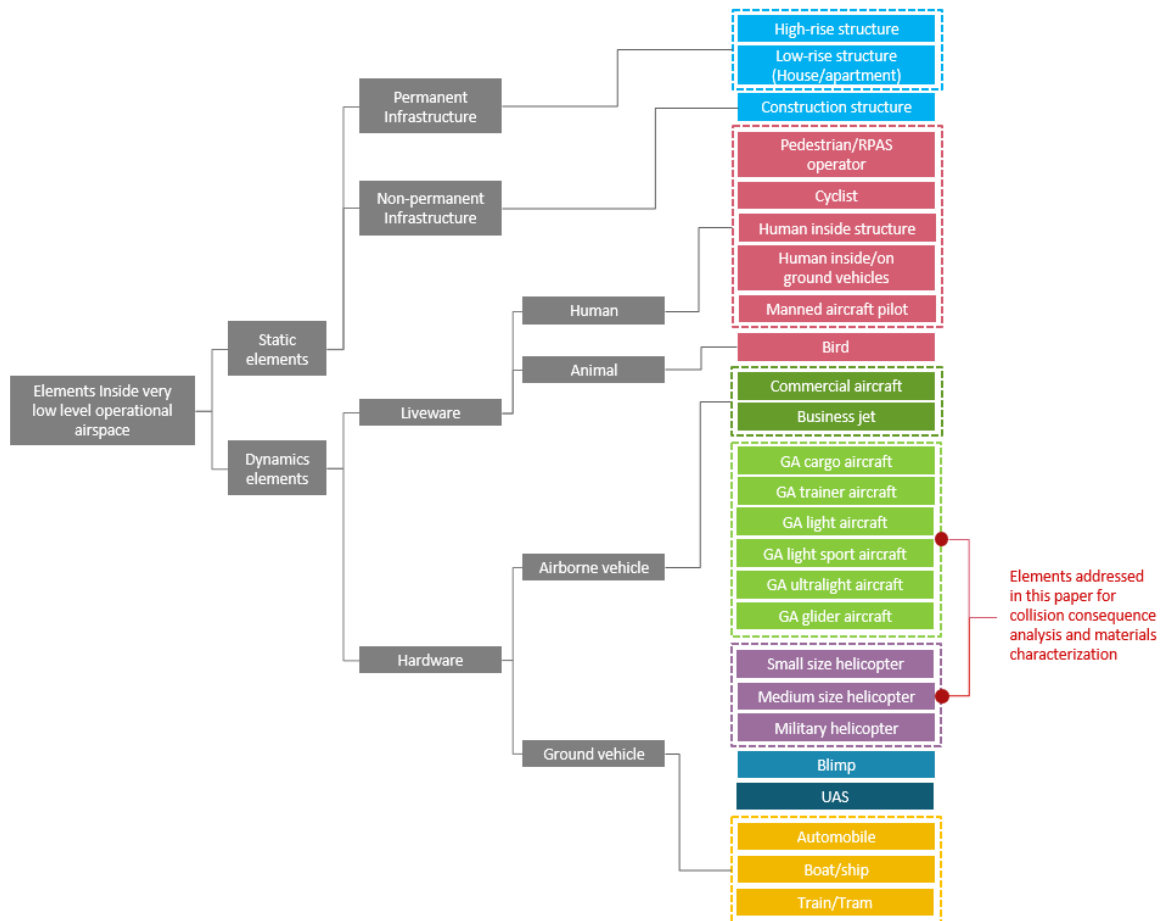 High-rise structure
Low-rise structure
(House/apartment)
Permanent
Infrastructure
Construction structure
Pedestrian/RPAS
operator
Cyclist
Non-permanent
Infrastructure
Human inside structure
Human inside/on
ground vehicles
Human
Manned aircraft pilot
Static
elements
Bird
Animal
Commercial aircraft
Elements Inside very
low level operational
airspace
Liveware
Business jet
Dynamics
elements
GA cargo aircraft
GA trainer aircraft
GA light aircraft
GA light sport aircraft
Airborne vehicle
GA ultralight aircraft
GA glider aircraft
Elements addressed
in this paper for
collision consequence
analysis and materials
characterization
Hardware
Small size helicopter
Medium size helicopter
Military helicopter
Ground vehicle
Blimp
UAS
Automobile
Boat/ship
Train/Tram